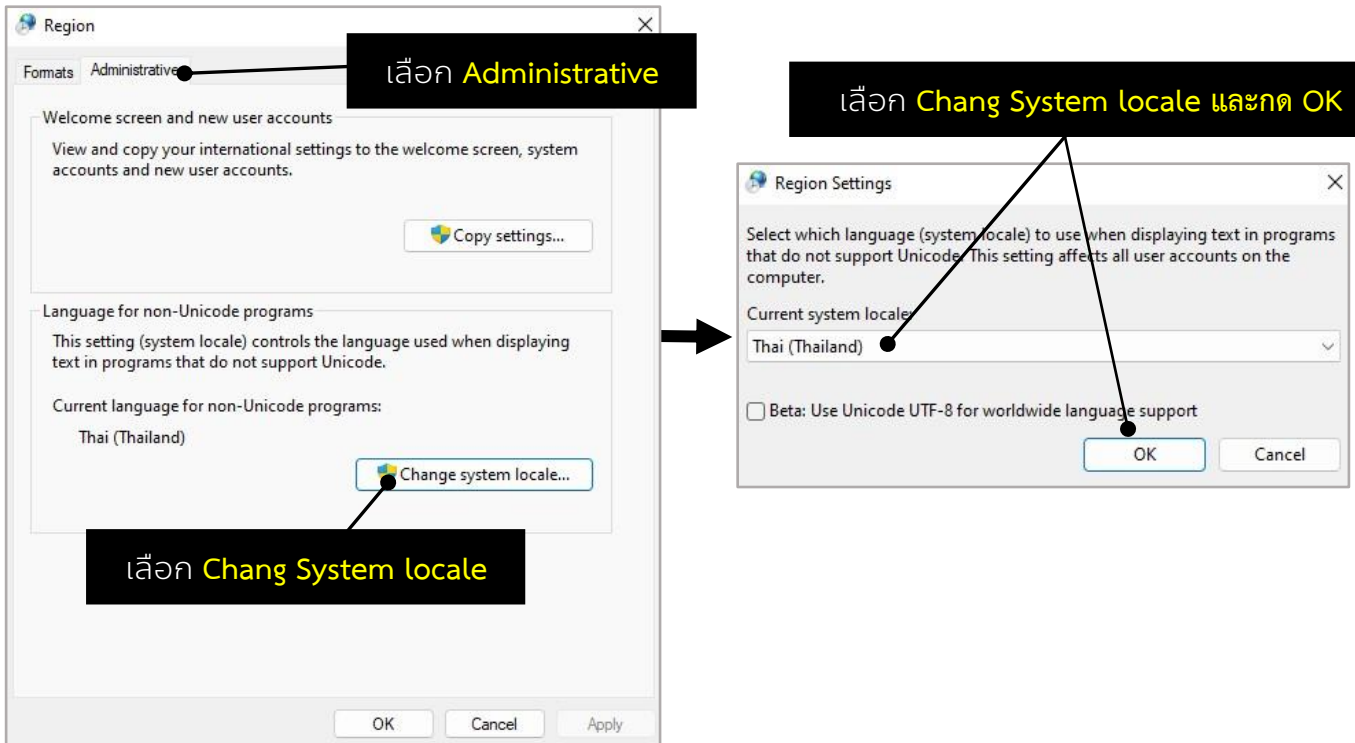 Region
Formats Administrative
เลือก Administrative
Welcome screen and new user accounts
View and copy your international settings to the welcome screen, system
accounts and new user accounts.
Copy settings...
Language for non-Unicode programs
This setting (system locale) controls the language used when displaying
text in programs that do not support Unicode.
Current language for non-Unicode programs:
Thai (Thailand)
Change system locale...
เลือก Chang System locale
OK Cancel Apply
เลือก Chang System locale และกด OK
Region Settings
Select which language (system locale) to use when displaying text in programs
that do not support Unicode. This setting affects all user accounts on the
computer.
Current system locale:
Thai (Thailand)
Beta: Use Unicode UTF-8 for worldwide language support
OK Cancel